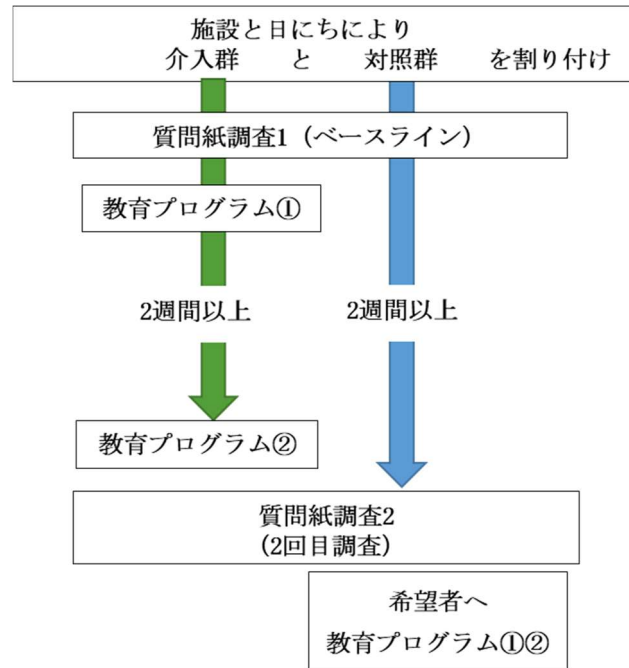 施設と日にちにより
介入群 と 対照群 を割り付け
質問紙調査1（ベースライン）
教育プログラム①
2週間以上 2週間以上
教育プログラム②
質問紙調査2
(2回目調査)
希望者へ
教育プログラム①②